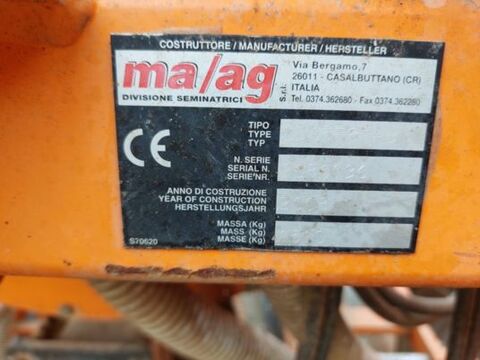 COSTRUTTORE / MANUFACTURER / HERSTELLER
ma/ag S.r.l.
DIVISIONE SEMINATRICI
Via Bergamo,7
26011 - CASALBUTTANO (CR)
ITALIA
Tel. 0374.362680 - Fax 0374.362280
CE
TIPO
TYPE
TYP
N. SERIE
SERIAL N.
SERIE'NR.
ANNO DI COSTRUZIONE
YEAR OF CONSTRUCTION
HERSTELLUNGSJAHR
MASSA (Kg)
MASS (Kg)
MASSE (Kg)
S70620